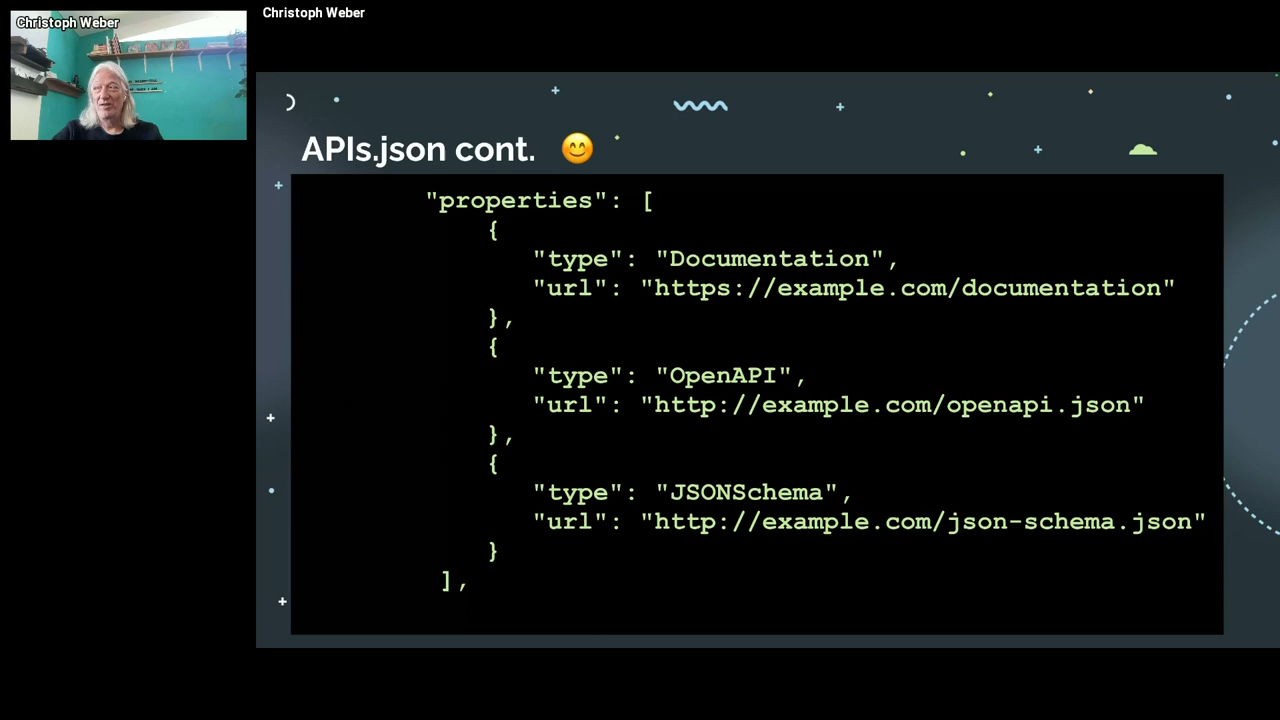 Christoph Weber
Christoph Weber
APIs.json cont. 😊
"properties": [
{
"type": "Documentation",
"url": "https://example.com/documentation"
},
{
"type": "OpenAPI",
"url": "http://example.com/openapi.json"
},
{
"type": "JSONSchema",
"url": "http://example.com/json-schema.json"
}
],